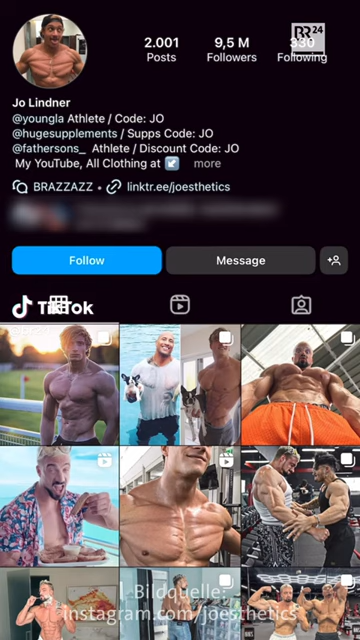 RR24
2.001 9,5 M 330
Posts Followers Following
Jo Lindner
@youngla Athlete / Code: JO
@hugesupplements / Supps Code: JO
@fathersons_ Athlete / Discount Code: JO
My YouTube, All Clothing at ↙️ more
BRAZZAZZ • linktr.ee/joesthetics
Follow Message
TikTok
Bildquelle:
instagram.com/joesthetics